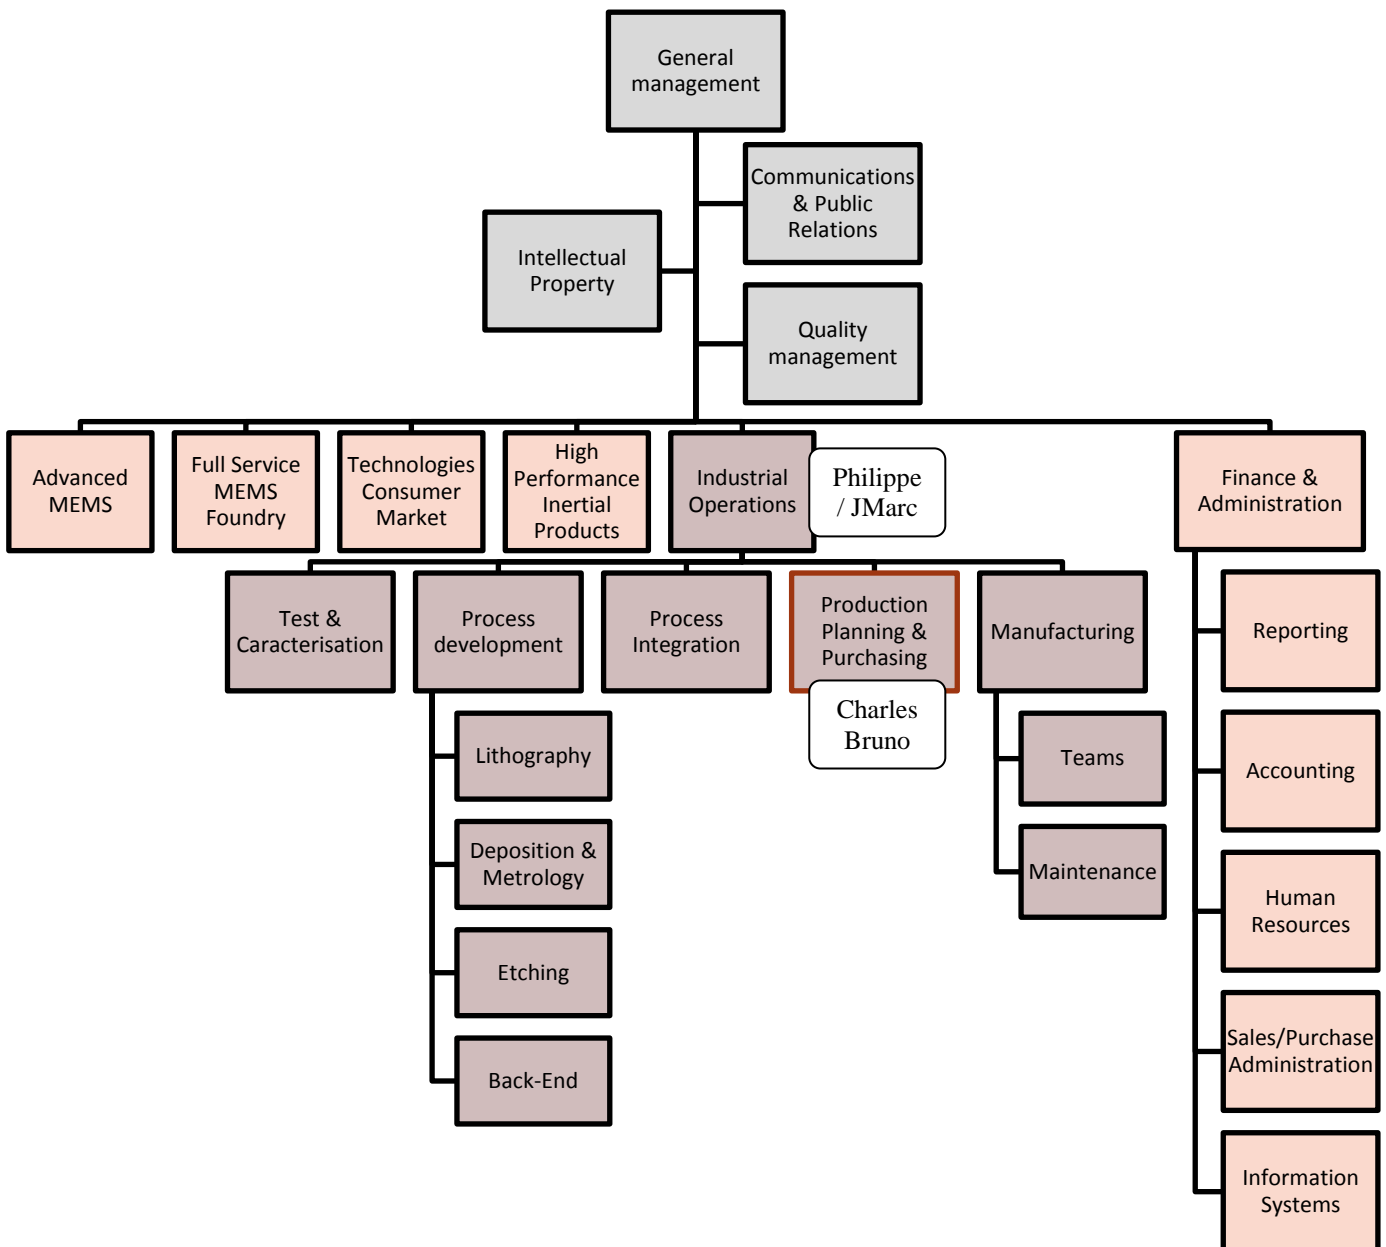 General
management
Communications
& Public
Relations
Intellectual
Property
Quality
management
Advanced
MEMS
Full Service
MEMS
Foundry
Technologies
Consumer
Market
High
Performance
Inertial
Products
Industrial
Operations
Philippe
/ JMarc
Finance &
Administration
Test &
Caracterisation
Process
development
Process
Integration
Production
Planning &
Purchasing
Charles
Bruno
Manufacturing
Lithography
Deposition &
Metrology
Etching
Back-End
Teams
Maintenance
Reporting
Accounting
Human
Resources
Sales/Purchase
Administration
Information
Systems